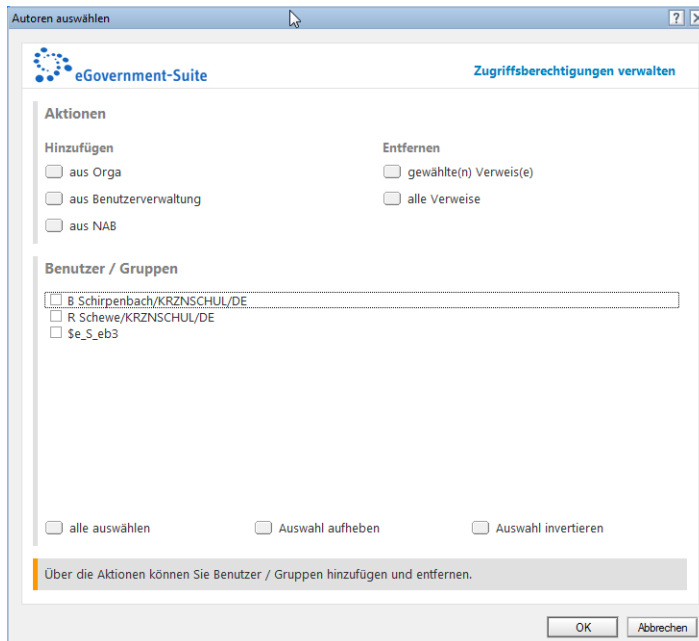 Autoren auswählen
?
eGovernment-Suite
Zugriffsberechtigungen verwalten
Aktionen
Hinzufügen
Entfernen
aus Orga
gewählte(n) Verweis(e)
aus Benutzerverwaltung
alle Verweise
aus NAB
Benutzer / Gruppen
B Schirpenbach/KRZNSCHUL/DE
R Schewe/KRZNSCHUL/DE
$e_S_eb3
alle auswählen
Auswahl aufheben
Auswahl invertieren
Über die Aktionen können Sie Benutzer / Gruppen hinzufügen und entfernen.
OK
Abbrechen